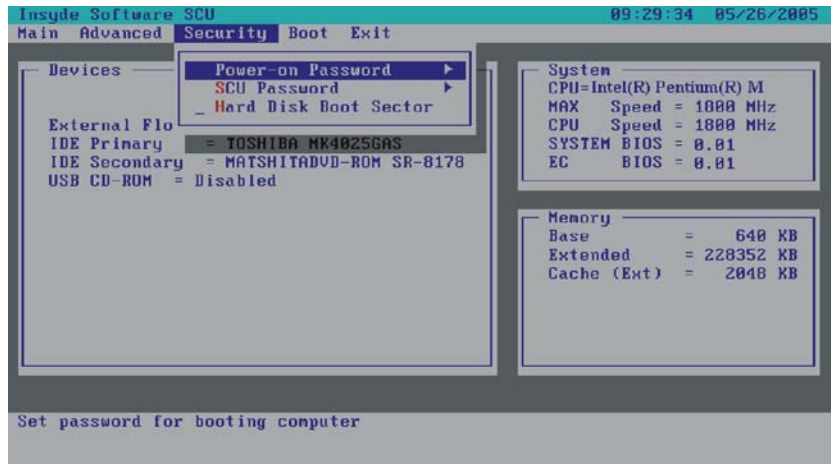 Insyde Software SCU 09:29:34 05/26/2005
Main Advanced Security Boot Exit
Power-on Password ►
SCU Password ►
_ Hard Disk Boot Sector
Devices
External Flo
IDE Primary = TOSHIBA MK4025GAS
IDE Secondary = MATSHITADVD-ROM SR-8178
USB CD-ROM = Disabled
System
CPU=Intel(R) Pentium(R) M
MAX Speed = 1800 MHz
CPU Speed = 1800 MHz
SYSTEM BIOS = 0.01
EC BIOS = 0.01
Memory
Base = 640 KB
Extended = 228352 KB
Cache (Ext) = 2048 KB
Set password for booting computer